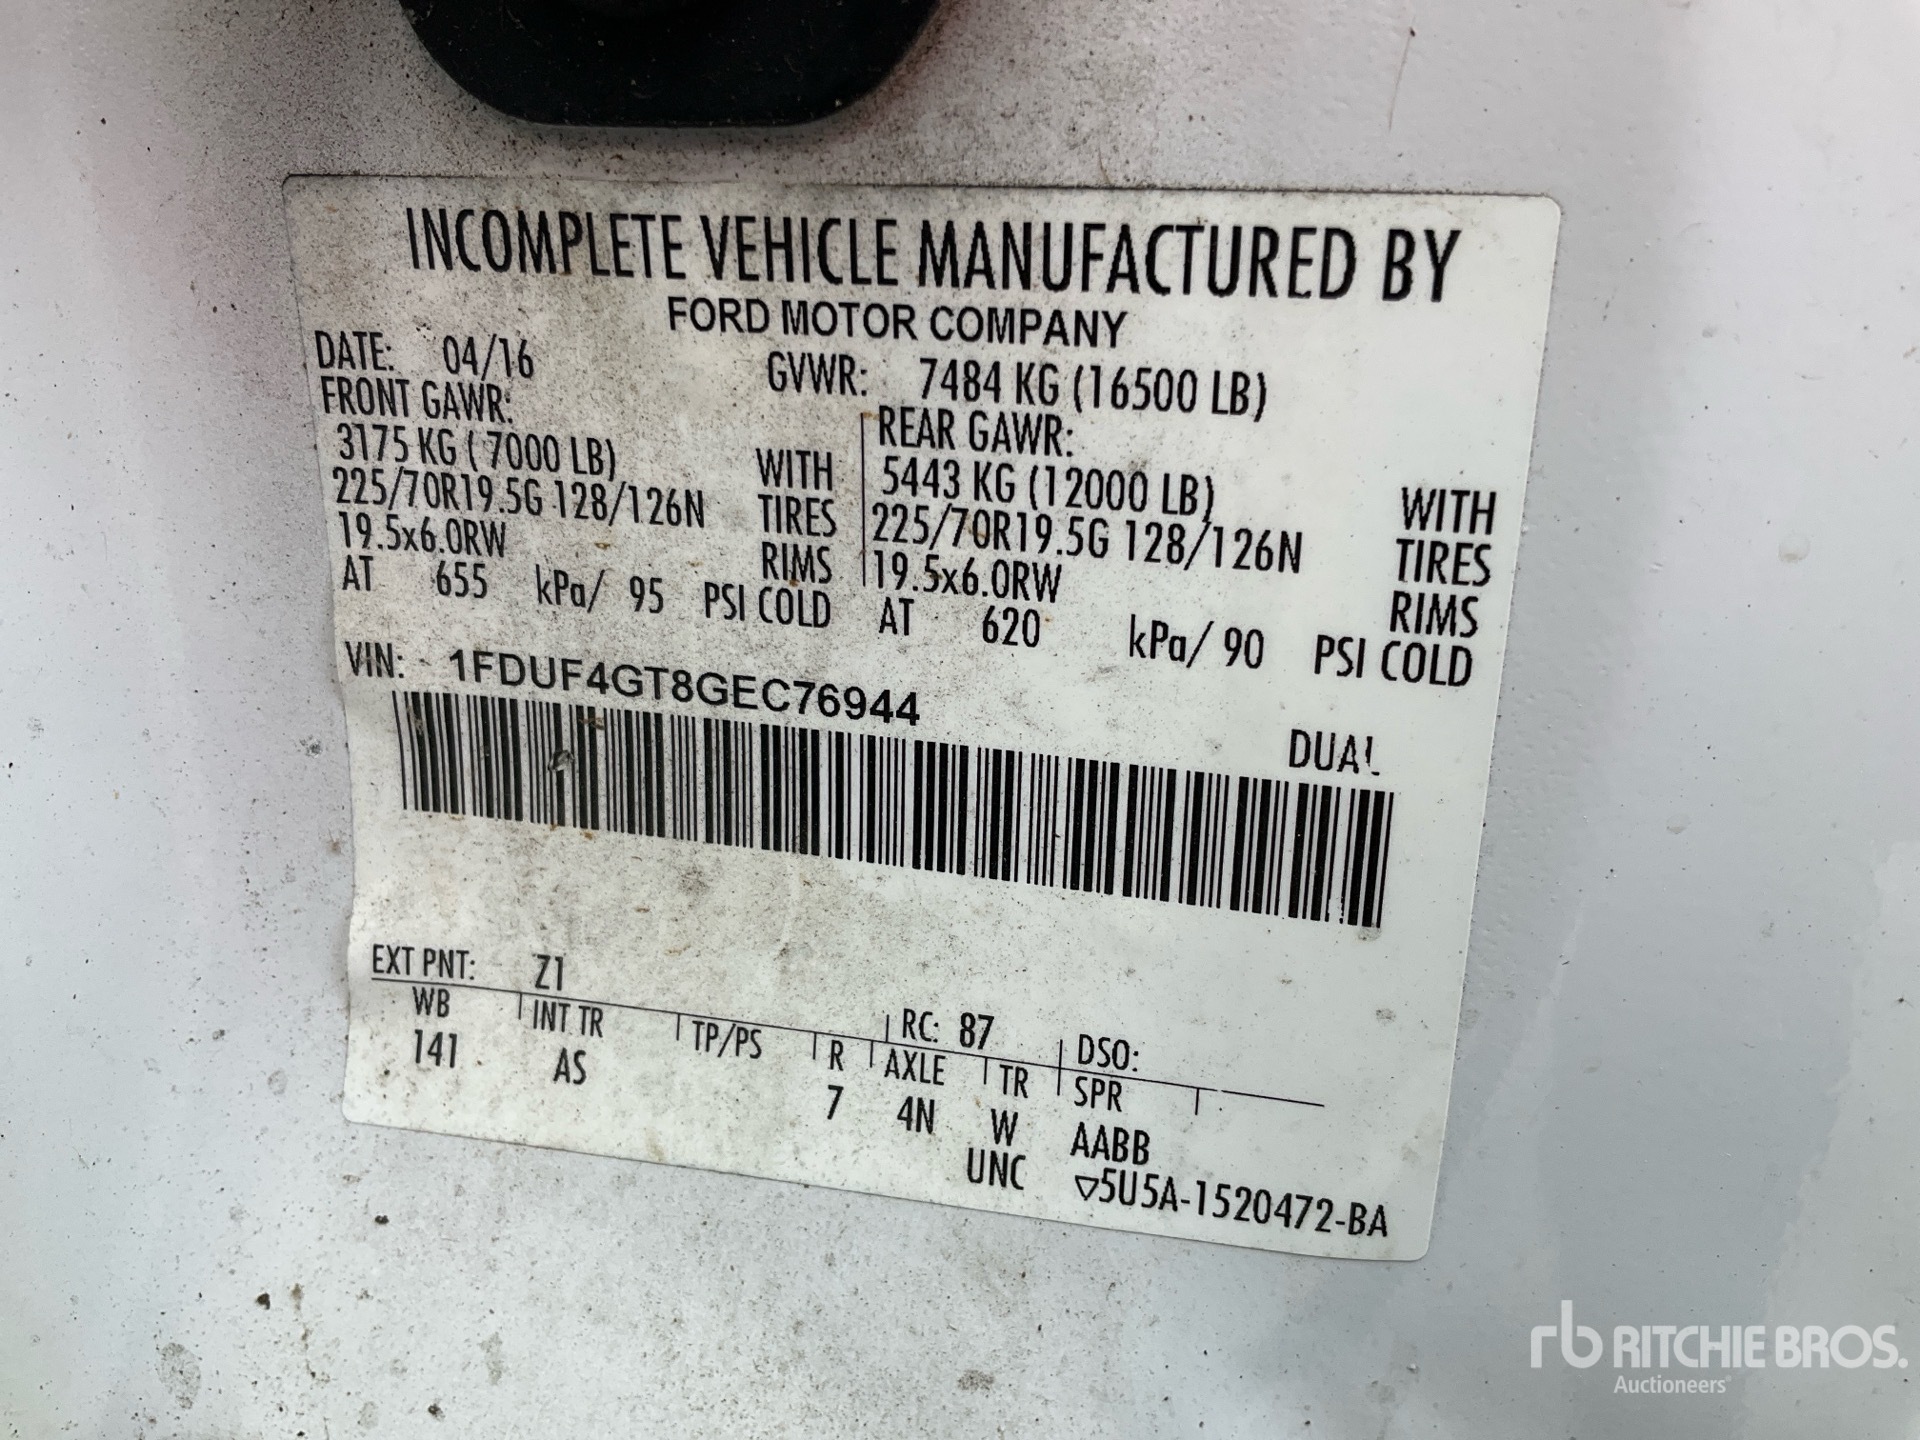 INCOMPLETE VEHICLE MANUFACTURED BY
FORD MOTOR COMPANY
DATE: 04/16 GVWR: 7484 KG (16500 LB)
FRONT GAWR: REAR GAWR:
3175 KG ( 7000 LB) WITH 5443 KG (12000 LB) WITH
225/70R19.5G 128/126N TIRES 225/70R19.5G 128/126N TIRES
19.5x6.0RW RIMS 19.5x6.0RW RIMS
AT 655 kPa/ 95 PSI COLD AT 620 kPa/ 90 PSI COLD
VIN: 1FDUF4GT8GEC76944
DUAL
EXT PNT: Z1 RC: 87 DSO:
WB INT TR TP/PS R AXLE TR SPR
141 AS 7 4N W AABB
UNC ▽5U5A-1520472-BA
rb RITCHIE BROS.
Auctioneers